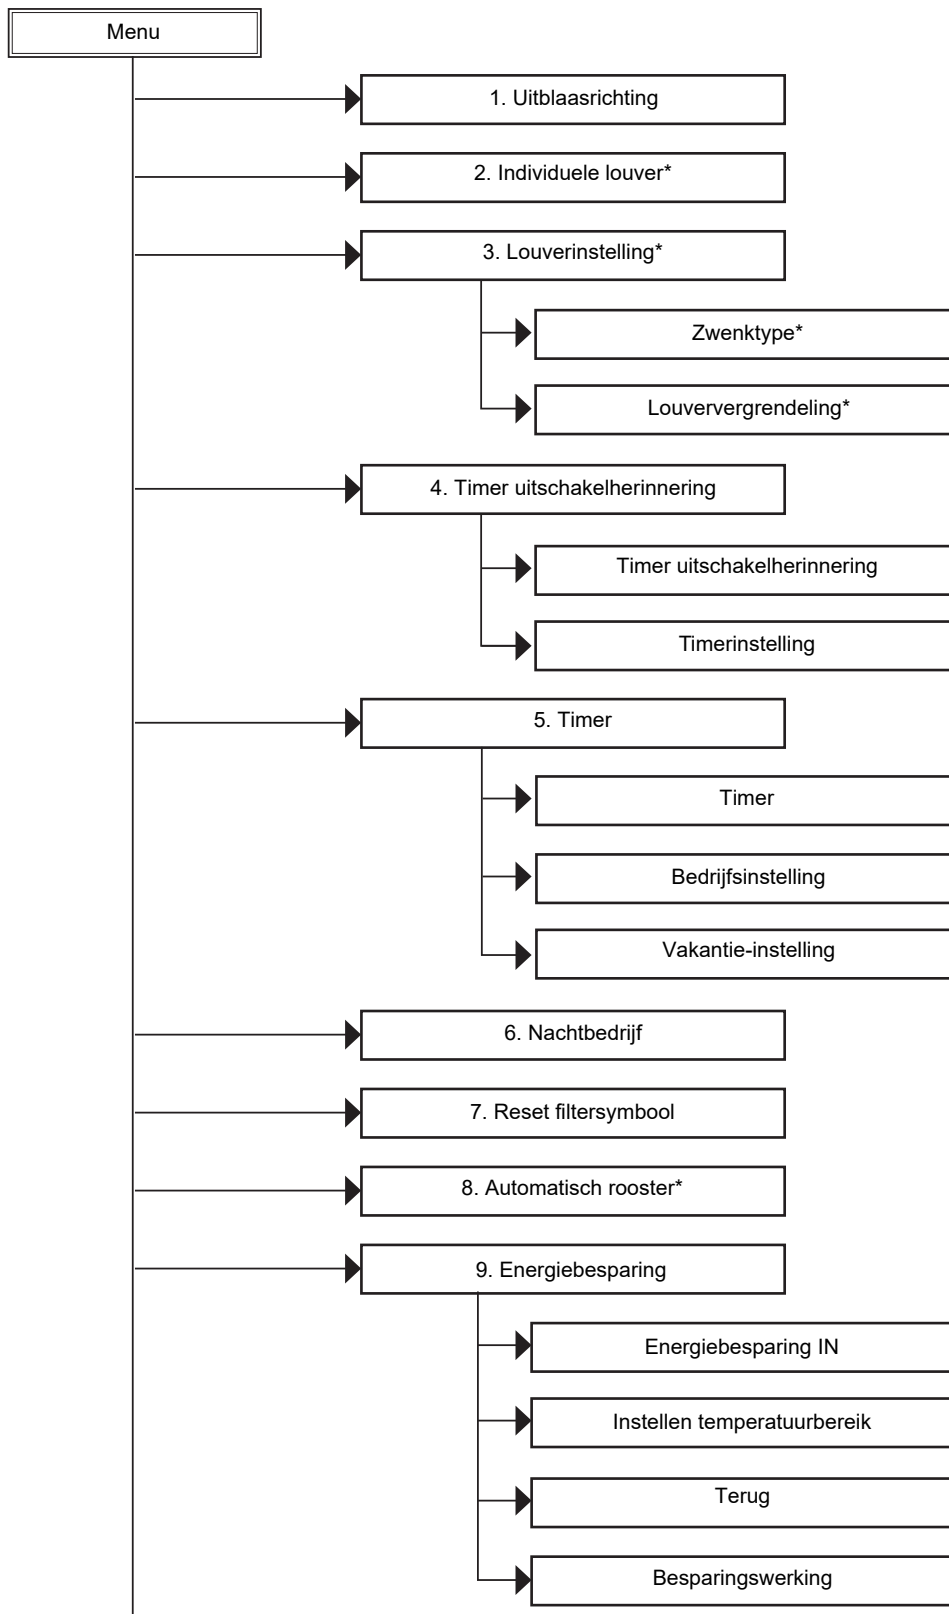 Menu
1. Uitblaasrichting
2. Individuele louver*
3. Louverinstelling*
Zwenktype*
Louververgrendeling*
4. Timer uitschakelherinnering
Timer uitschakelherinnering
Timerinstelling
5. Timer
Timer
Bedrijfsinstelling
Vakantie-instelling
6. Nachtbedrijf
7. Reset filtersymbool
8. Automatisch rooster*
9. Energiebesparing
Energiebesparing IN
Instellen temperatuurbereik
Terug
Besparingswerking